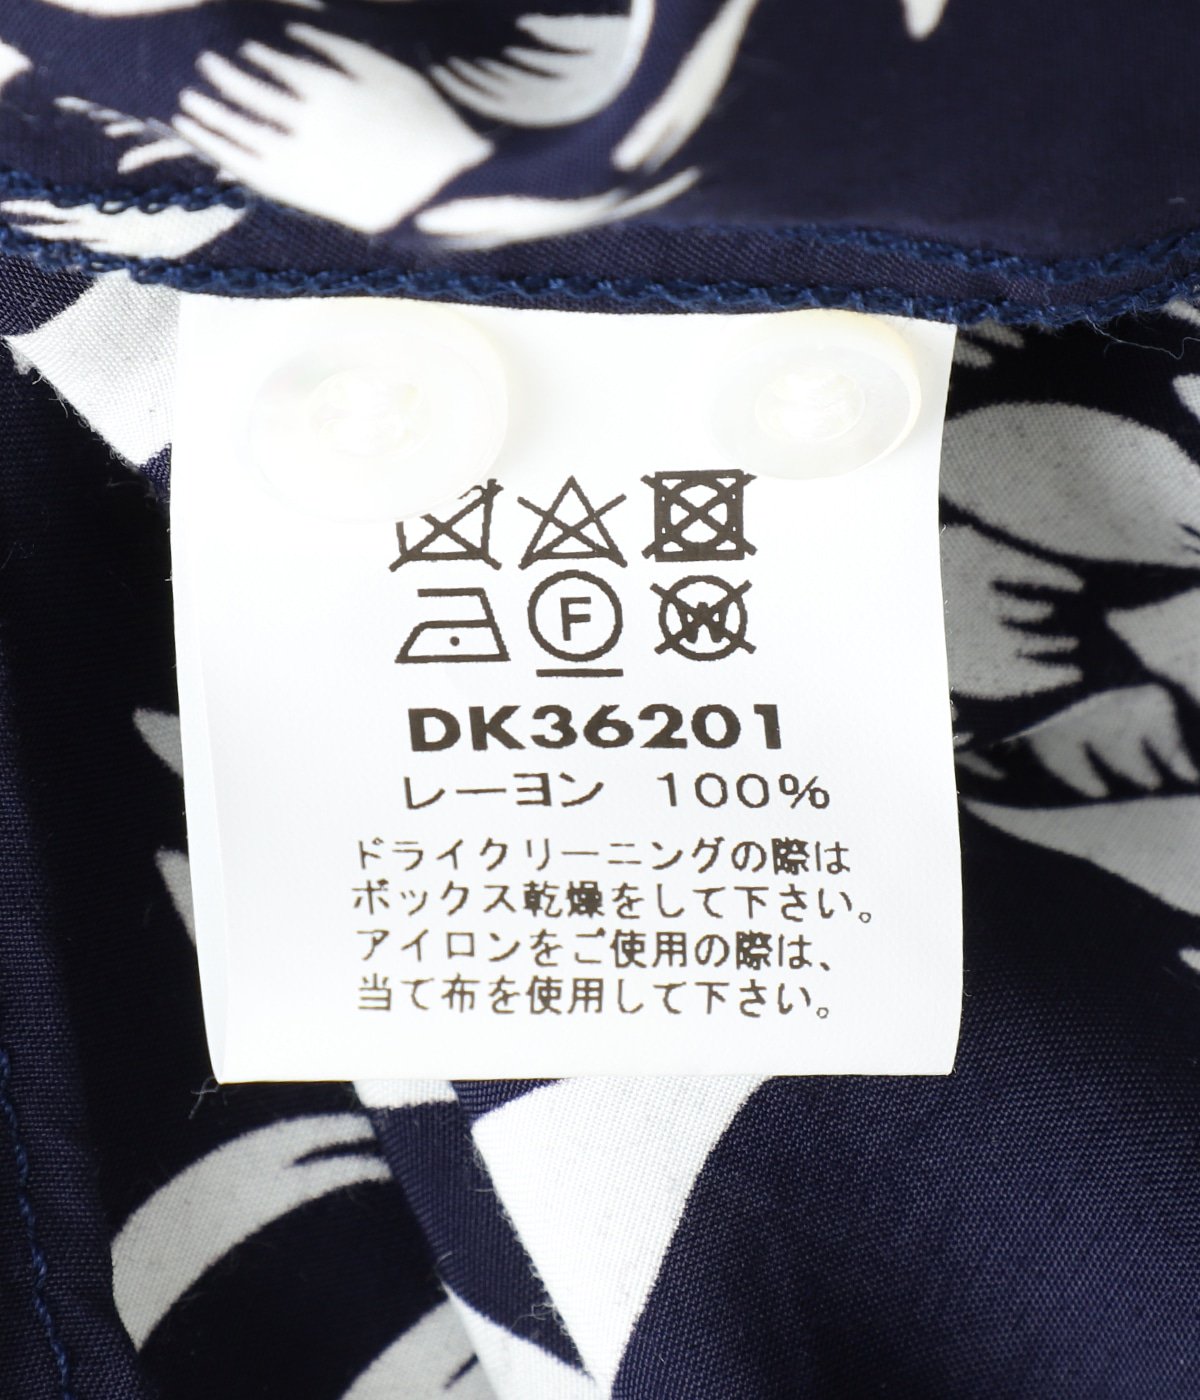 F W
DK36201
レーヨン 100%
ドライクリーニングの際は
ボックス乾燥をして下さい。
アイロンをご使用の際は、
当て布を使用して下さい。